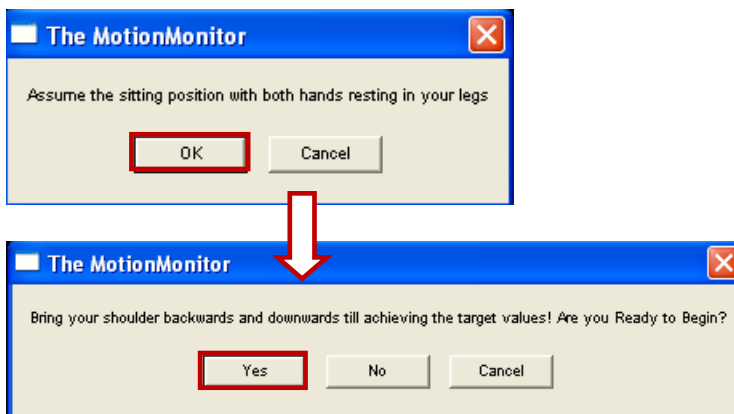 The MotionMonitor
Assume the sitting position with both hands resting in your legs
OK Cancel
The MotionMonitor
Bring your shoulder backwards and downwards till achieving the target values! Are you Ready to Begin?
Yes No Cancel